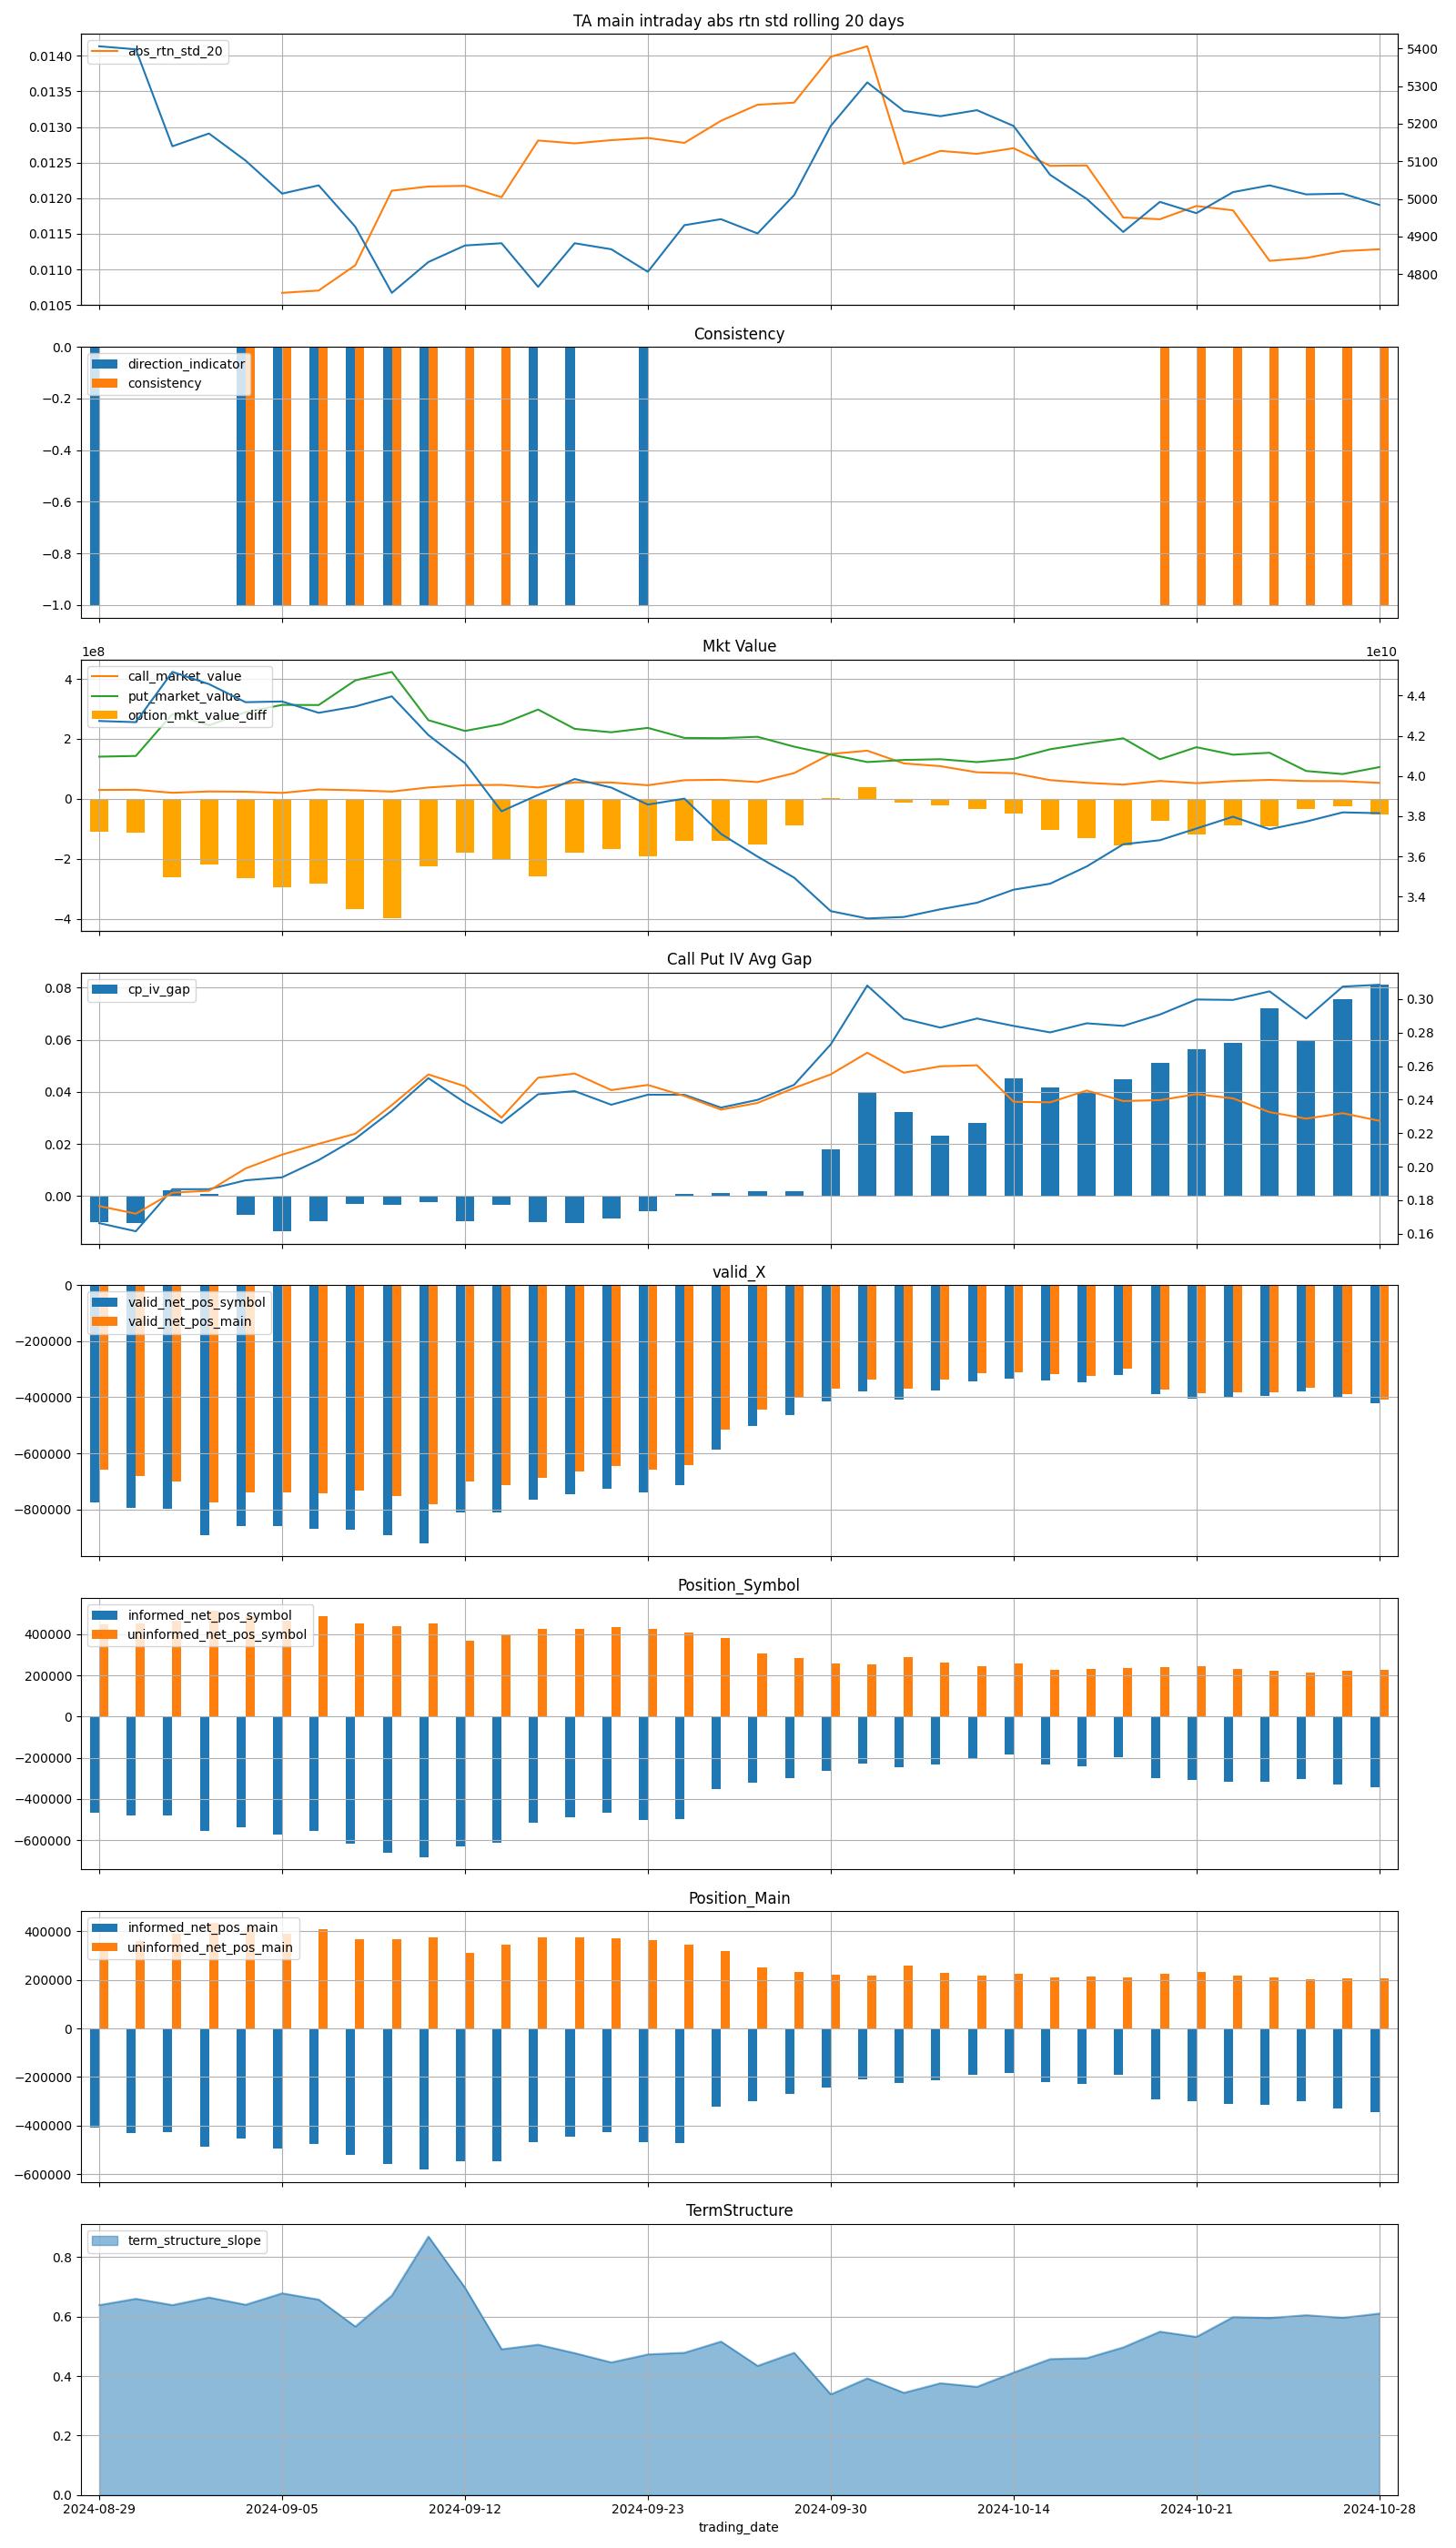 TA main intraday abs rtn std rolling 20 days
abs_rtn_std_20
0.0140
0.0135
0.0130
0.0125
0.0120
0.0115
0.0110
0.0105
5400
5300
5200
5100
5000
4900
4800
Consistency
direction_indicator
consistency
0.0
−0.2
−0.4
−0.6
−0.8
−1.0
Mkt Value
1e8
1e10
call_market_value
put_market_value
option_mkt_value_diff
4
2
0
−2
−4
4.4
4.2
4.0
3.8
3.6
3.4
Call Put IV Avg Gap
cp_iv_gap
0.08
0.06
0.04
0.02
0.00
0.30
0.28
0.26
0.24
0.22
0.20
0.18
0.16
valid_X
valid_net_pos_symbol
valid_net_pos_main
0
−200000
−400000
−600000
−800000
Position_Symbol
informed_net_pos_symbol
uninformed_net_pos_symbol
400000
200000
0
−200000
−400000
−600000
Position_Main
informed_net_pos_main
uninformed_net_pos_main
400000
200000
0
−200000
−400000
−600000
TermStructure
term_structure_slope
0.8
0.6
0.4
0.2
0.0
2024-08-29 2024-09-05 2024-09-12 2024-09-23 2024-09-30 2024-10-14 2024-10-21 2024-10-28
trading_date